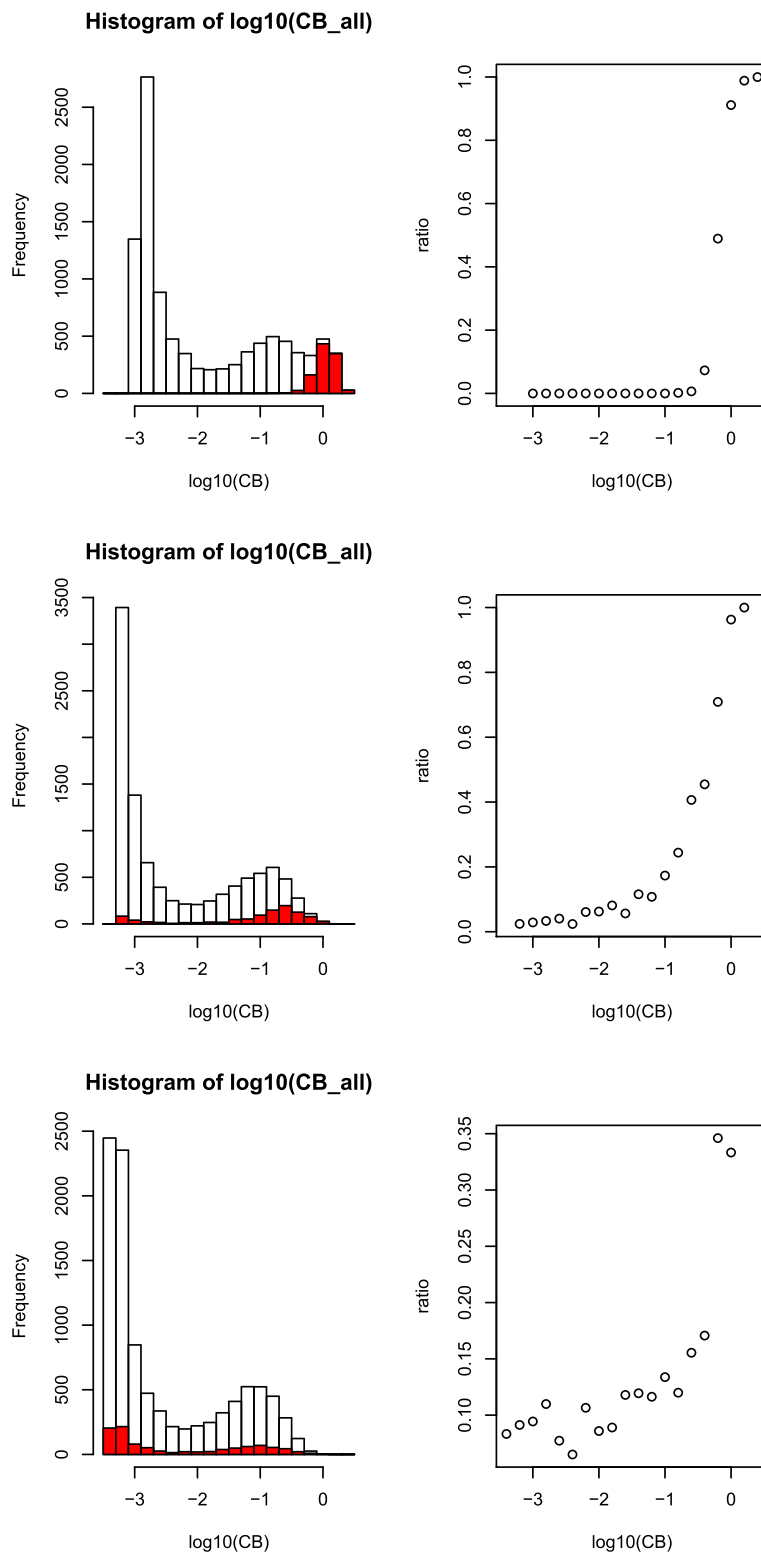 Histogram of log10(CB_all)
Frequency
0
500
1000
1500
2000
2500
−3 −2 −1 0
log10(CB)
ratio
0.0
0.2
0.4
0.6
0.8
1.0
−3 −2 −1 0
log10(CB)
Histogram of log10(CB_all)
Frequency
0
500
1500
2500
3500
−3 −2 −1 0
log10(CB)
ratio
0.0
0.2
0.4
0.6
0.8
1.0
−3 −2 −1 0
log10(CB)
Histogram of log10(CB_all)
Frequency
0
500
1000
1500
2000
2500
−3 −2 −1 0
log10(CB)
ratio
0.10
0.15
0.20
0.25
0.30
0.35
−3 −2 −1 0
log10(CB)